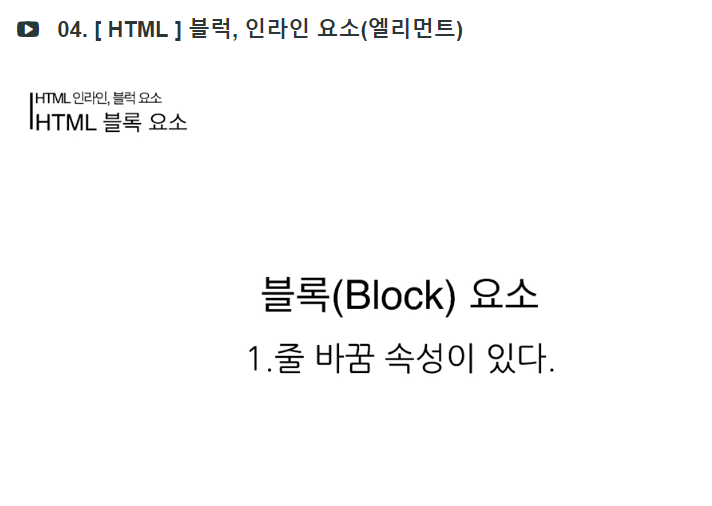 04. [ HTML ] 블럭, 인라인 요소(엘리먼트)
HTML 인라인, 블럭 요소
HTML 블록 요소
블록(Block) 요소
1.줄 바꿈 속성이 있다.